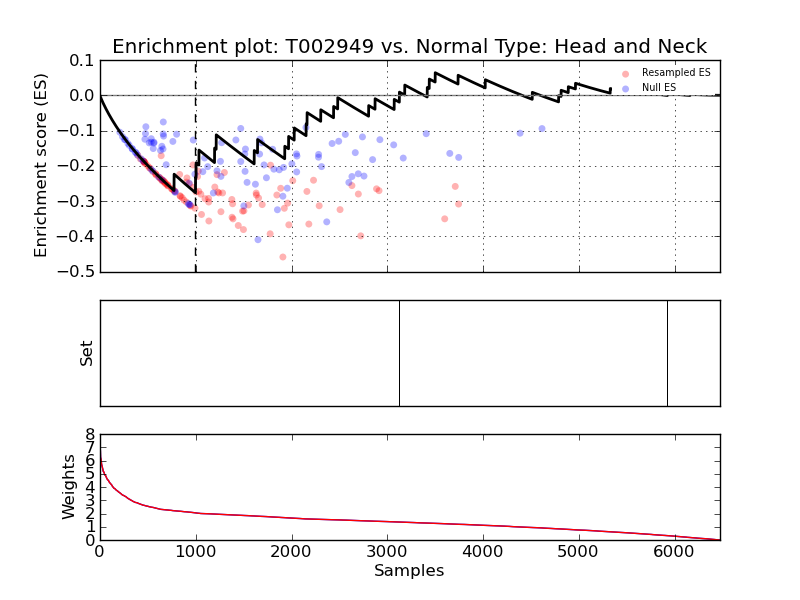 Enrichment plot: T002949 vs. Normal Type: Head and Neck
0.1
0.0
−0.1
−0.2
−0.3
−0.4
−0.5
Enrichment score (ES)
Resampled ES
Null ES
Set
8
7
6
5
4
3
2
1
0
Weights
0 1000 2000 3000 4000 5000 6000
Samples